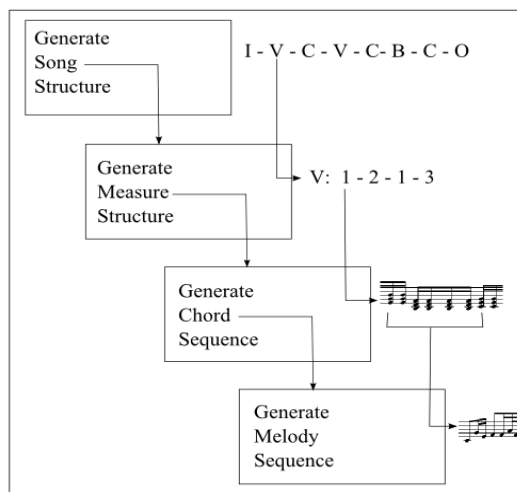 Generate
Song
Structure
I - V - C - V - C- B - C - O
Generate
Measure
Structure
V: 1 - 2 - 1 - 3
Generate
Chord
Sequence
Generate
Melody
Sequence